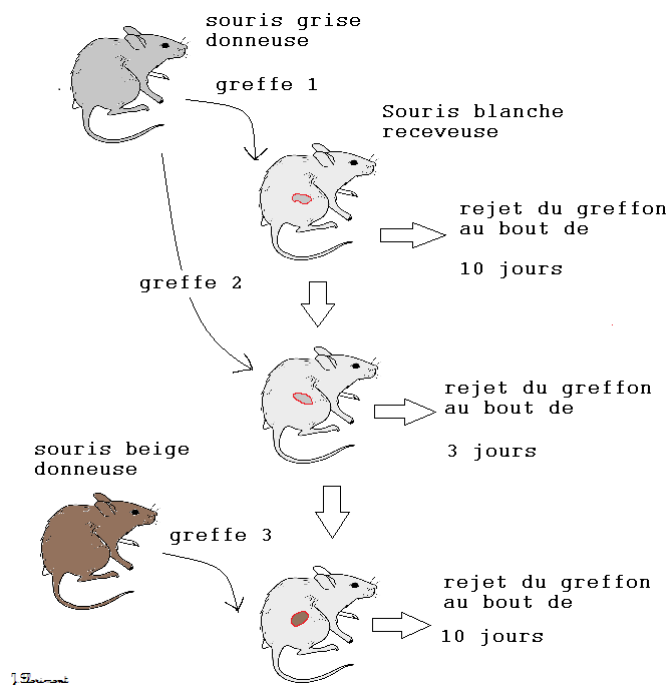 souris grise
donneuse
greffe 1
Souris blanche
receveuse
rejet du greffon
au bout de
10 jours
greffe 2
rejet du greffon
au bout de
3 jours
souris beige
donneuse
greffe 3
rejet du greffon
au bout de
10 jours